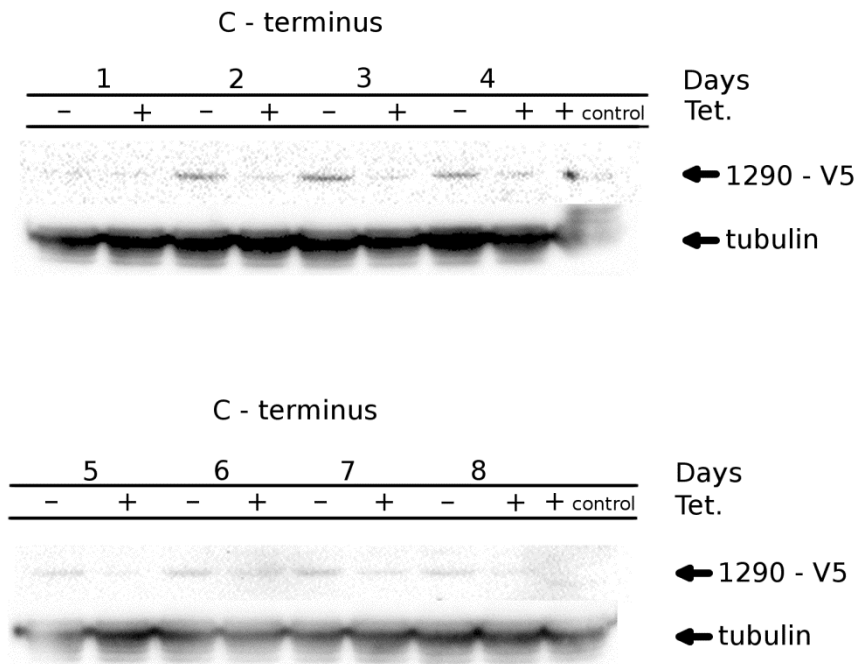 C - terminus
1 2 3 4 Days
– + – + – + – + + control Tet.
1290 - V5
tubulin
C - terminus
5 6 7 8 Days
– + – + – + – + + control Tet.
1290 - V5
tubulin